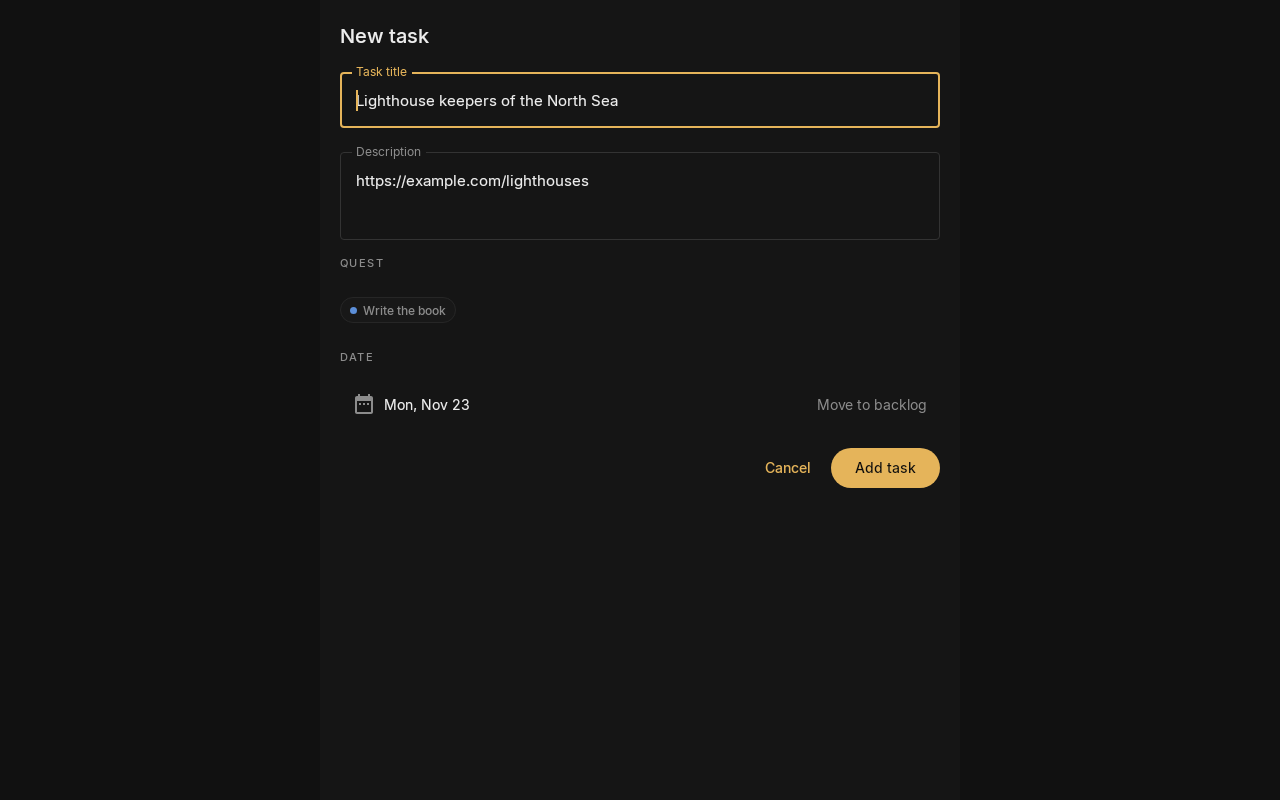 New task
Task title
Lighthouse keepers of the North Sea
Description
https://example.com/lighthouses
QUEST
Write the book
DATE
Mon, Nov 23
Move to backlog
Cancel
Add task